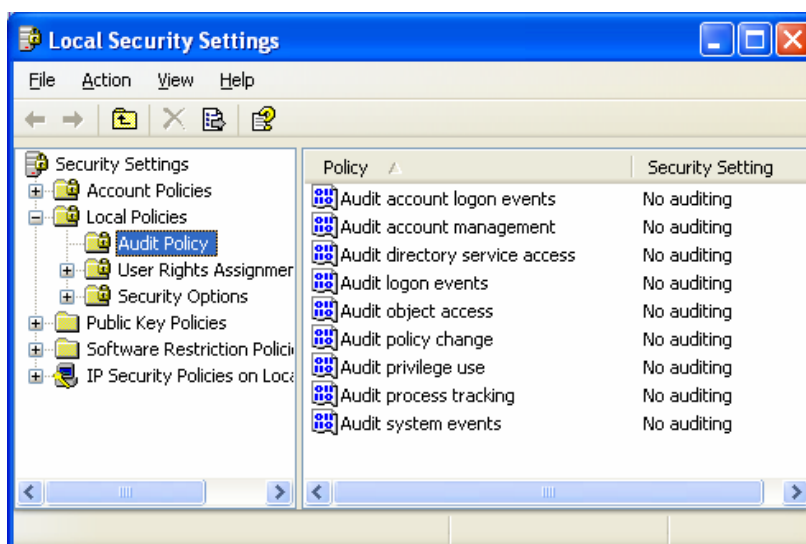 Local Security Settings
File Action View Help
Security Settings
Account Policies
Local Policies
Audit Policy
User Rights Assignmer
Security Options
Public Key Policies
Software Restriction Polici
IP Security Policies on Loca
Policy Security Setting
Audit account logon events No auditing
Audit account management No auditing
Audit directory service access No auditing
Audit logon events No auditing
Audit object access No auditing
Audit policy change No auditing
Audit privilege use No auditing
Audit process tracking No auditing
Audit system events No auditing